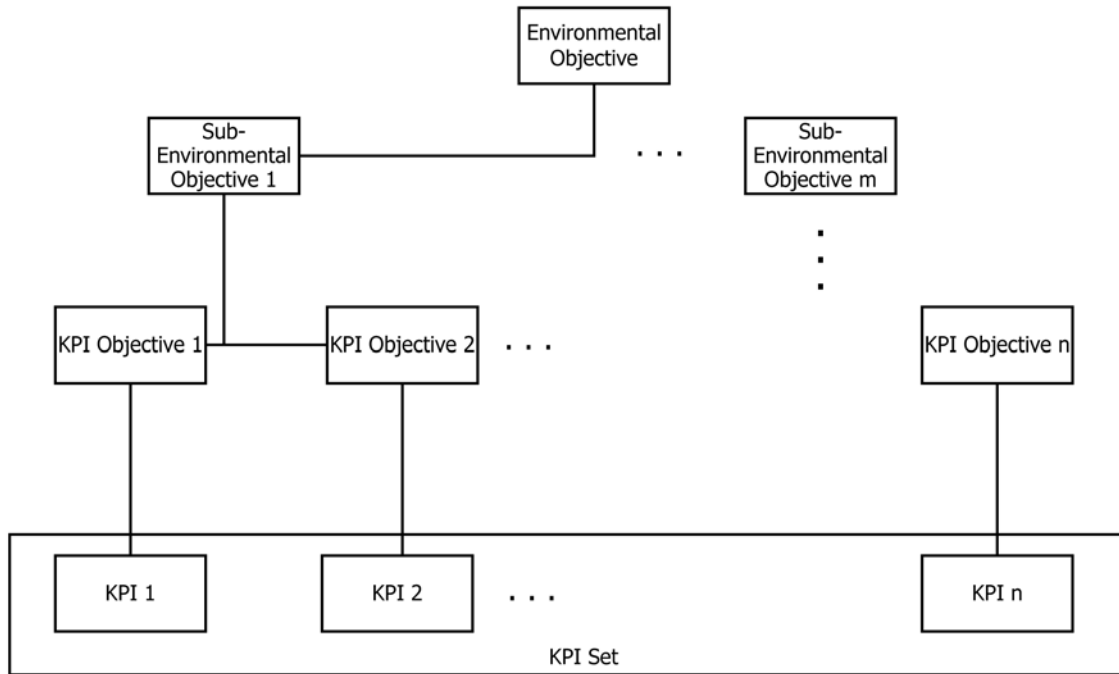 Environmental
Objective
Sub-
Environmental
Objective 1
. . .
Sub-
Environmental
Objective m
.
.
.
KPI Objective 1
KPI Objective 2
. . .
KPI Objective n
KPI 1
KPI 2
. . .
KPI n
KPI Set